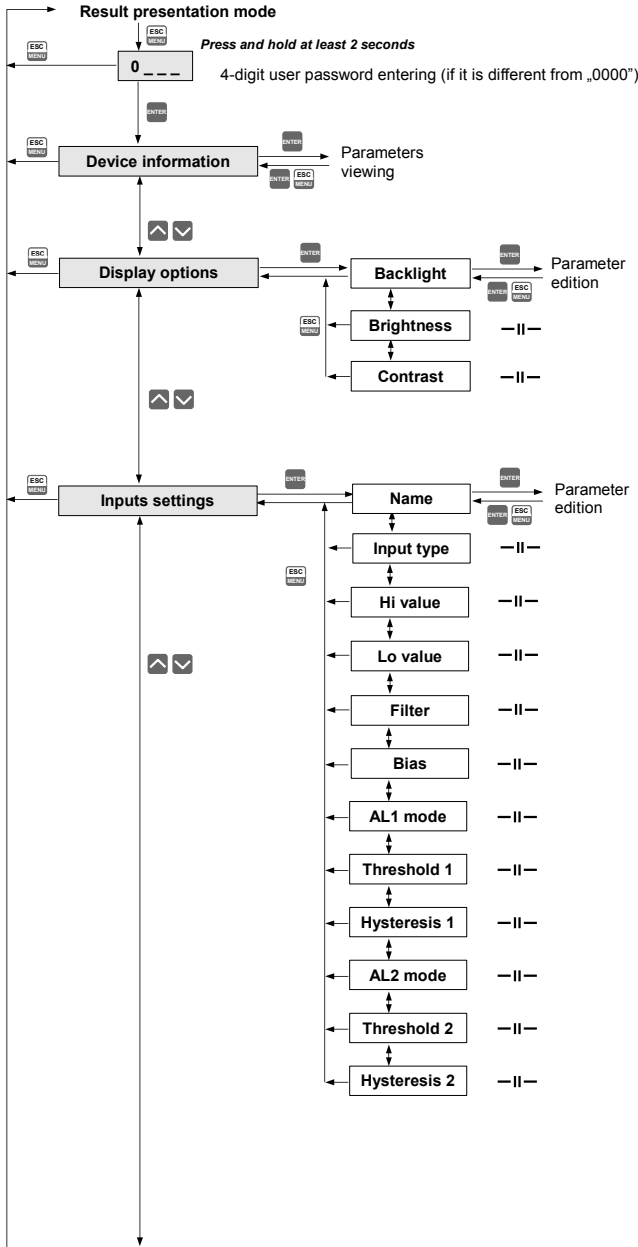 Result presentation mode
ESC
MENU
Press and hold at least 2 seconds
ESC
MENU
0 _ _ _
4-digit user password entering (if it is different from „0000”)
ENTER
ESC
MENU
Device information
ENTER
ENTER
ESC
MENU
Parameters
viewing
ESC
MENU
Display options
ENTER
Backlight
ENTER
ENTER
ESC
MENU
Parameter
edition
ESC
MENU
Brightness
—II—
Contrast
—II—
ESC
MENU
Inputs settings
ENTER
Name
ENTER
ENTER
ESC
MENU
Parameter
edition
ESC
MENU
Input type
—II—
Hi value
—II—
Lo value
—II—
Filter
—II—
Bias
—II—
AL1 mode
—II—
Threshold 1
—II—
Hysteresis 1
—II—
AL2 mode
—II—
Threshold 2
—II—
Hysteresis 2
—II—